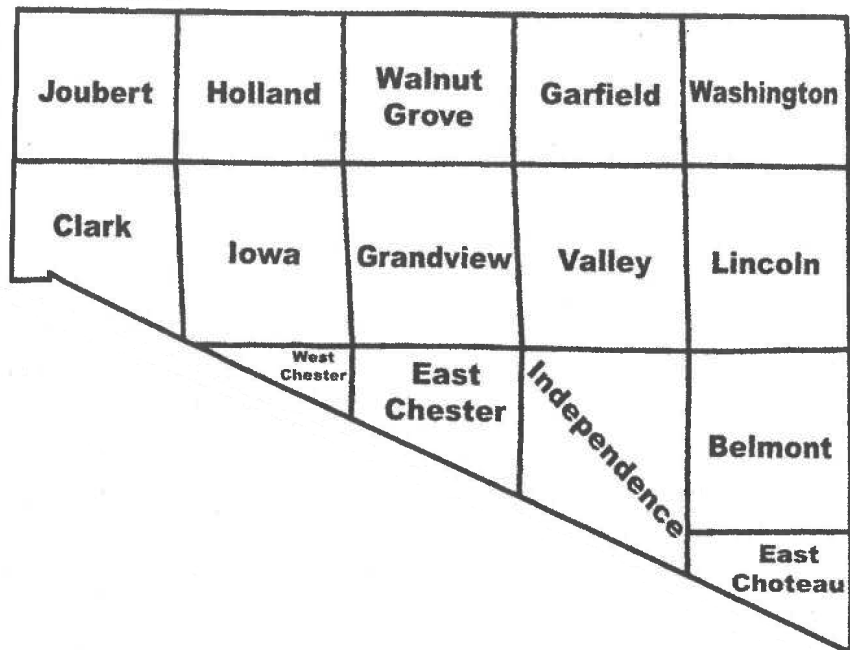 Joubert
Holland
Walnut
Grove
Garfield
Washington
Clark
Iowa
Grandview
Valley
Lincoln
West
Chester
East
Chester
Independence
Belmont
East
Choteau